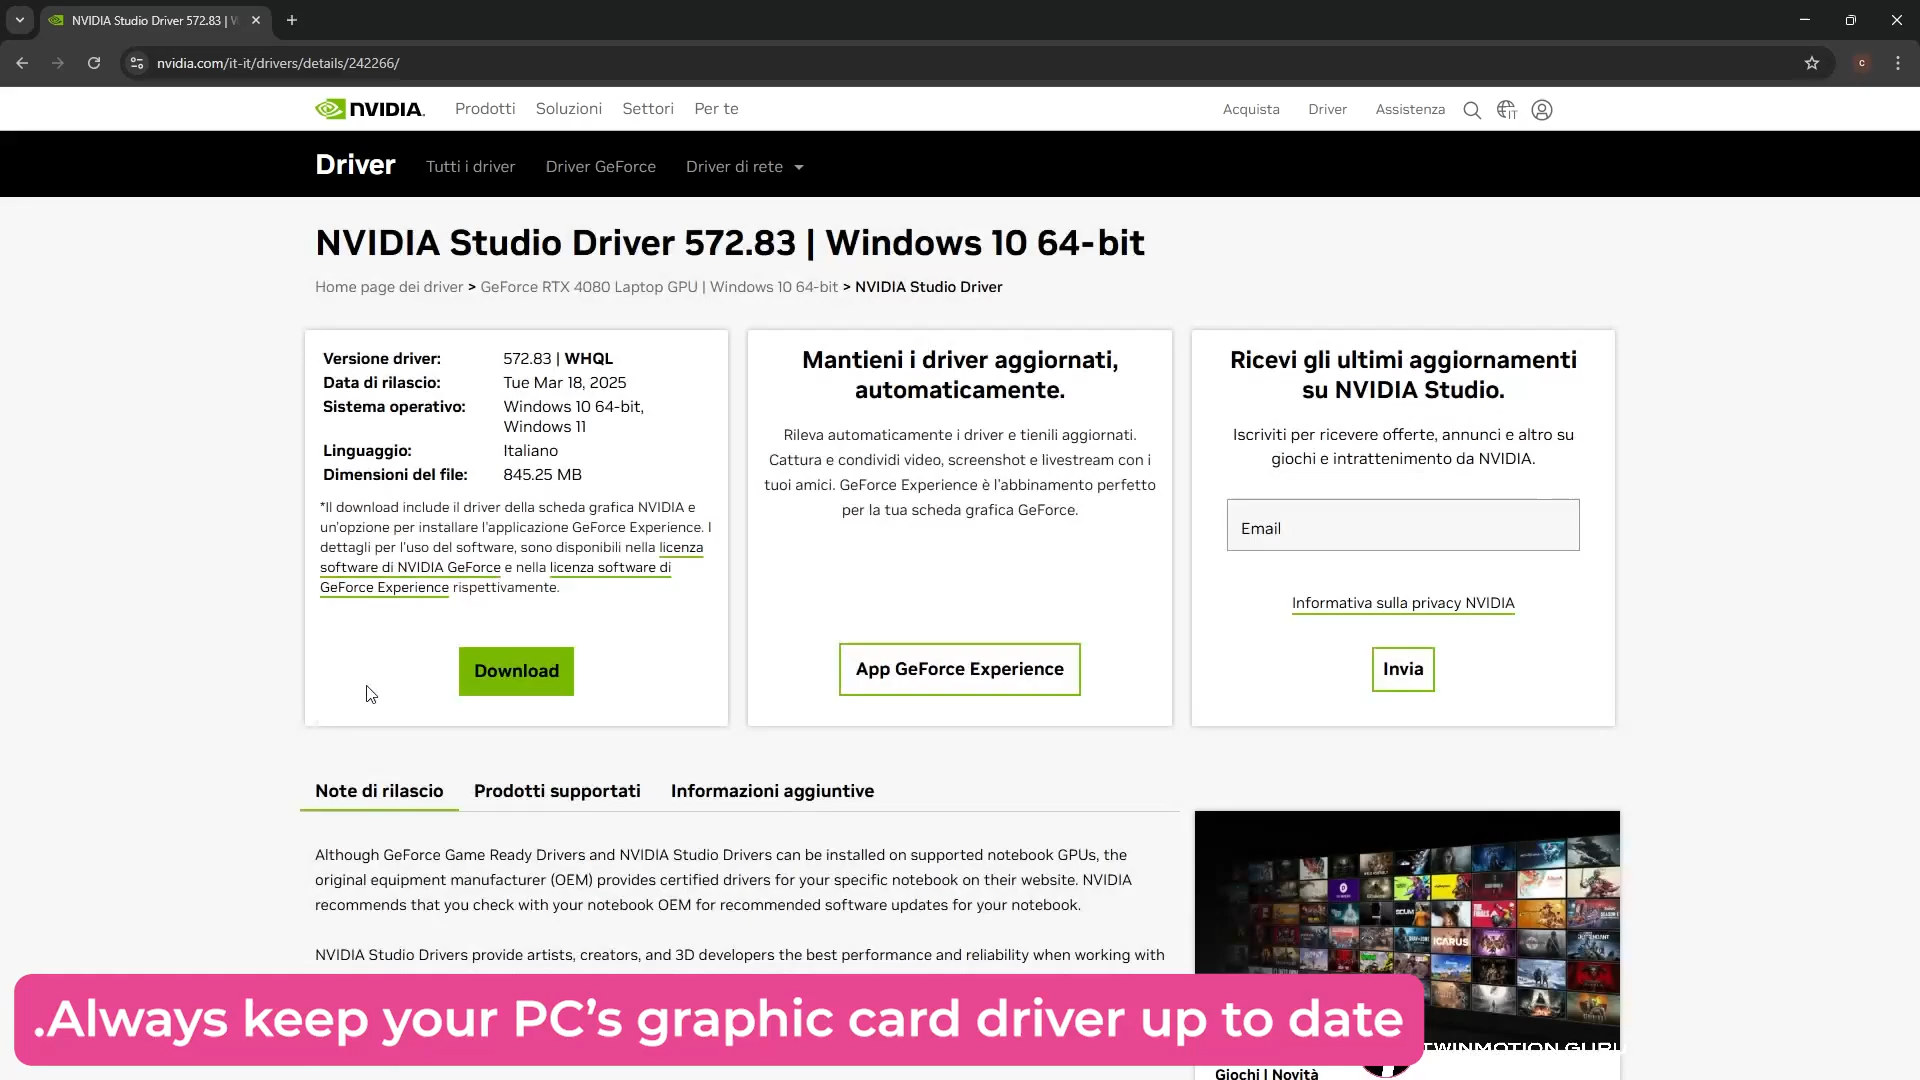 NVIDIA Studio Driver 572.83 | W
nvidia.com/it-it/drivers/details/242266/
c
NVIDIA.
Prodotti
Soluzioni
Settori
Per te
Acquista
Driver
Assistenza
IT
Driver
Tutti i driver
Driver GeForce
Driver di rete
NVIDIA Studio Driver 572.83 | Windows 10 64-bit
Home page dei driver > GeForce RTX 4080 Laptop GPU | Windows 10 64-bit > NVIDIA Studio Driver
Versione driver: 572.83 | WHQL
Data di rilascio: Tue Mar 18, 2025
Sistema operativo: Windows 10 64-bit,
Windows 11
Linguaggio: Italiano
Dimensioni del file: 845.25 MB
*Il download include il driver della scheda grafica NVIDIA e
un'opzione per installare l'applicazione GeForce Experience. I
dettagli per l'uso del software, sono disponibili nella licenza
software di NVIDIA GeForce e nella licenza software di
GeForce Experience rispettivamente.
Download
Mantieni i driver aggiornati,
automaticamente.
Rileva automaticamente i driver e tienili aggiornati.
Cattura e condividi video, screenshot e livestream con i
tuoi amici. GeForce Experience è l'abbinamento perfetto
per la tua scheda grafica GeForce.
App GeForce Experience
Ricevi gli ultimi aggiornamenti
su NVIDIA Studio.
Iscriviti per ricevere offerte, annunci e altro su
giochi e intrattenimento da NVIDIA.
Email
Informativa sulla privacy NVIDIA
Invia
Note di rilascio
Prodotti supportati
Informazioni aggiuntive
Although GeForce Game Ready Drivers and NVIDIA Studio Drivers can be installed on supported notebook GPUs, the
original equipment manufacturer (OEM) provides certified drivers for your specific notebook on their website. NVIDIA
recommends that you check with your notebook OEM for recommended software updates for your notebook.
NVIDIA Studio Drivers provide artists, creators, and 3D developers the best performance and reliability when working with
ICARUS
SCUM
.Always keep your PC's graphic card driver up to date
TWINMOTION GURU
Giochi | Novità